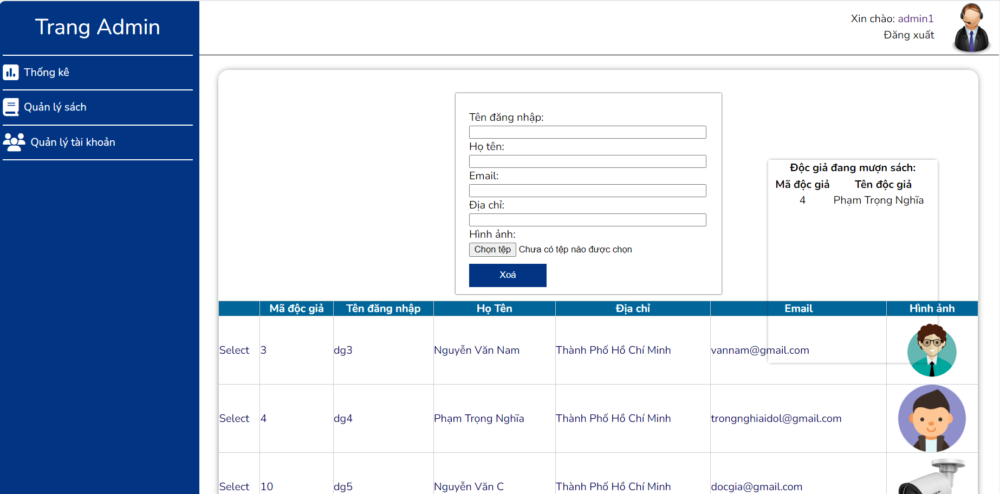 Trang Admin
Xin chào: admin1
Đăng xuất
Thống kê
Quản lý sách
Quản lý tài khoản
Tên đăng nhập:
Họ tên:
Email:
Địa chỉ:
Hình ảnh:
Chọn tệp Chưa có tệp nào được chọn
Xoá
Độc giả đang mượn sách:
Mã độc giả Tên độc giả
4 Phạm Trọng Nghĩa
Mã độc giả Tên đăng nhập Họ Tên Địa chỉ Email Hình ảnh
Select 3 dg3 Nguyễn Văn Nam Thành Phố Hồ Chí Minh vannam@gmail.com
Select 4 dg4 Phạm Trọng Nghĩa Thành Phố Hồ Chí Minh trongnghiaidol@gmail.com
Select 10 dg5 Nguyễn Văn C Thành Phố Hồ Chí Minh docgia@gmail.com